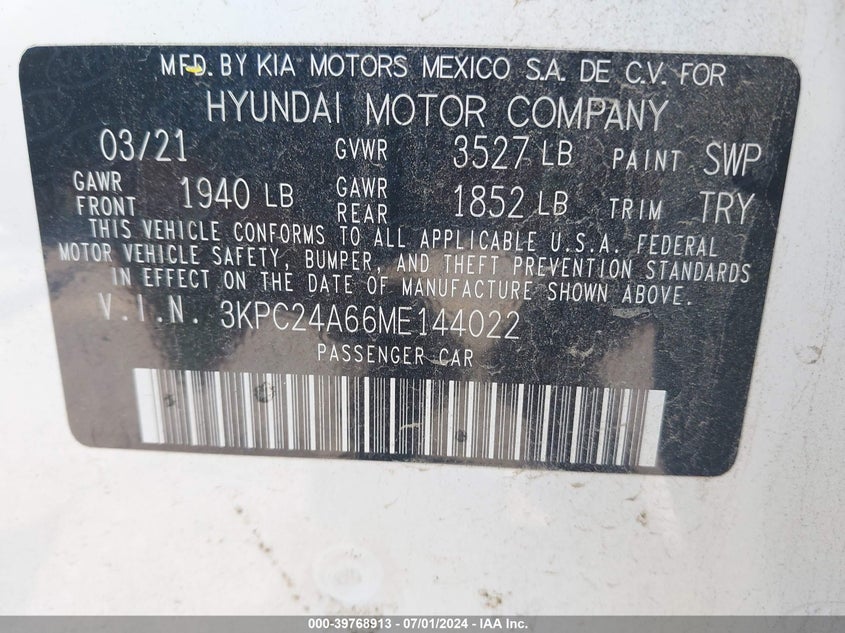 MFD. BY KIA MOTORS MEXICO S.A. DE C.V. FOR
HYUNDAI MOTOR COMPANY
03/21 GVWR 3527 LB PAINT SWP
GAWR FRONT 1940 LB GAWR REAR 1852 LB TRIM TRY
THIS VEHICLE CONFORMS TO ALL APPLICABLE U.S.A. FEDERAL
MOTOR VEHICLE SAFETY, BUMPER, AND THEFT PREVENTION STANDARDS
IN EFFECT ON THE DATE OF MANUFACTURE SHOWN ABOVE.
V.I.N. 3KPC24A66ME144022
PASSENGER CAR
000-39768913 - 07/01/2024 - IAA Inc.